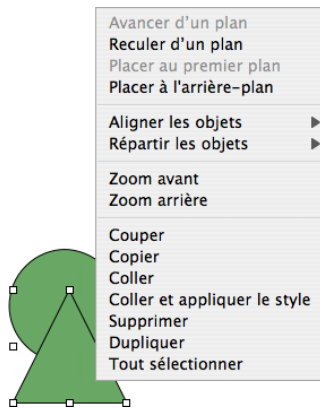 Avancer d'un plan
Reculer d'un plan
Placer au premier plan
Placer à l'arrière-plan
Aligner les objets
Répartir les objets
Zoom avant
Zoom arrière
Couper
Copier
Coller
Coller et appliquer le style
Supprimer
Dupliquer
Tout sélectionner